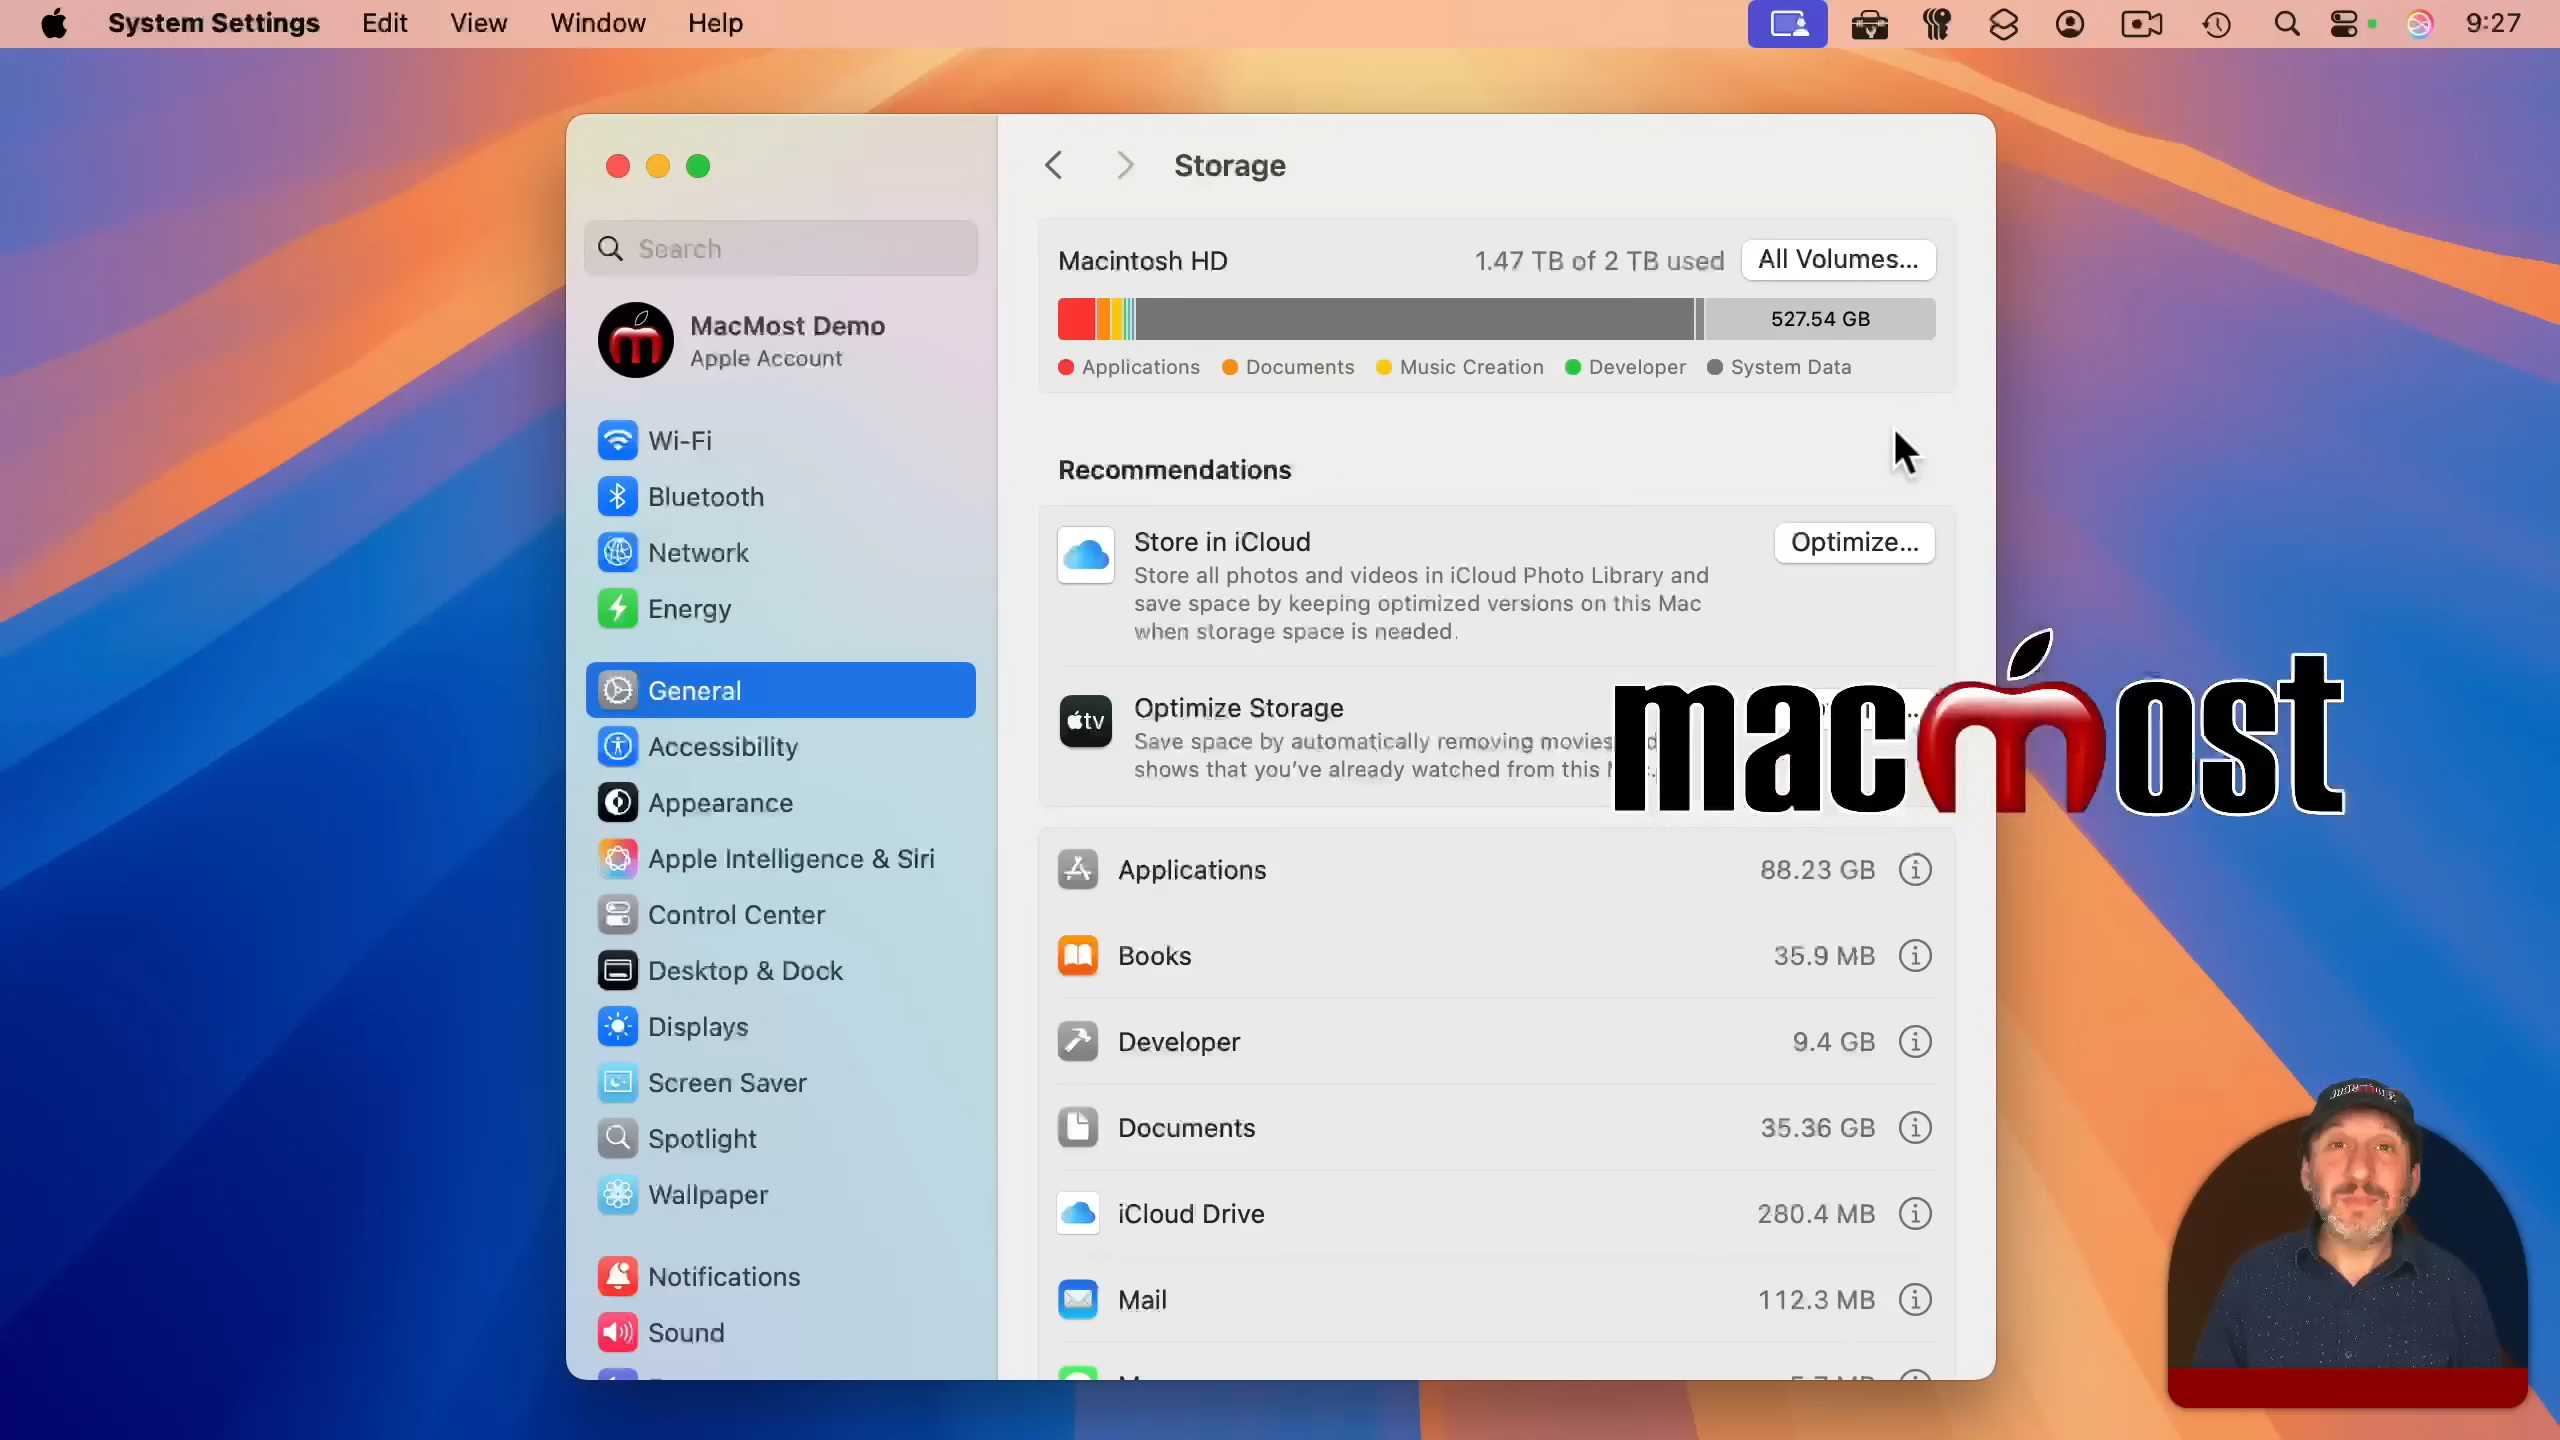 System Settings Edit View Window Help 9:27
Storage
Search
MacMost Demo
Apple Account
Wi-Fi
Bluetooth
Network
Energy
General
Accessibility
Appearance
Apple Intelligence & Siri
Control Center
Desktop & Dock
Displays
Screen Saver
Spotlight
Wallpaper
Notifications
Sound
Macintosh HD 1.47 TB of 2 TB used All Volumes...
527.54 GB
Applications Documents Music Creation Developer System Data
Recommendations
Store in iCloud Optimize...
Store all photos and videos in iCloud Photo Library and
save space by keeping optimized versions on this Mac
when storage space is needed.
tv
Optimize Storage
Save space by automatically removing movies
shows that you've already watched from this
macmost
Applications 88.23 GB
Books 35.9 MB
Developer 9.4 GB
Documents 35.36 GB
iCloud Drive 280.4 MB
Mail 112.3 MB